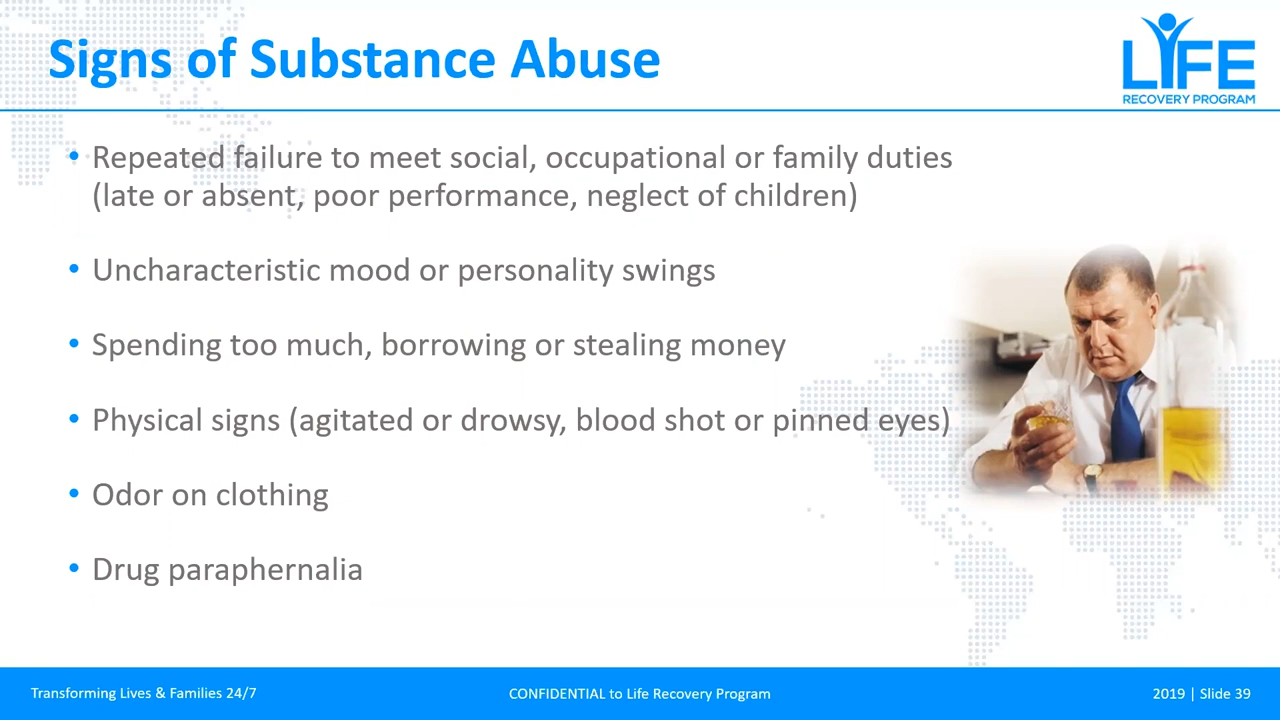 Signs of Substance Abuse
LIFE
RECOVERY PROGRAM
• Repeated failure to meet social, occupational or family duties
(late or absent, poor performance, neglect of children)
• Uncharacteristic mood or personality swings
• Spending too much, borrowing or stealing money
• Physical signs (agitated or drowsy, blood shot or pinned eyes)
• Odor on clothing
• Drug paraphernalia
Transforming Lives & Families 24/7
CONFIDENTIAL to Life Recovery Program
2019 | Slide 39